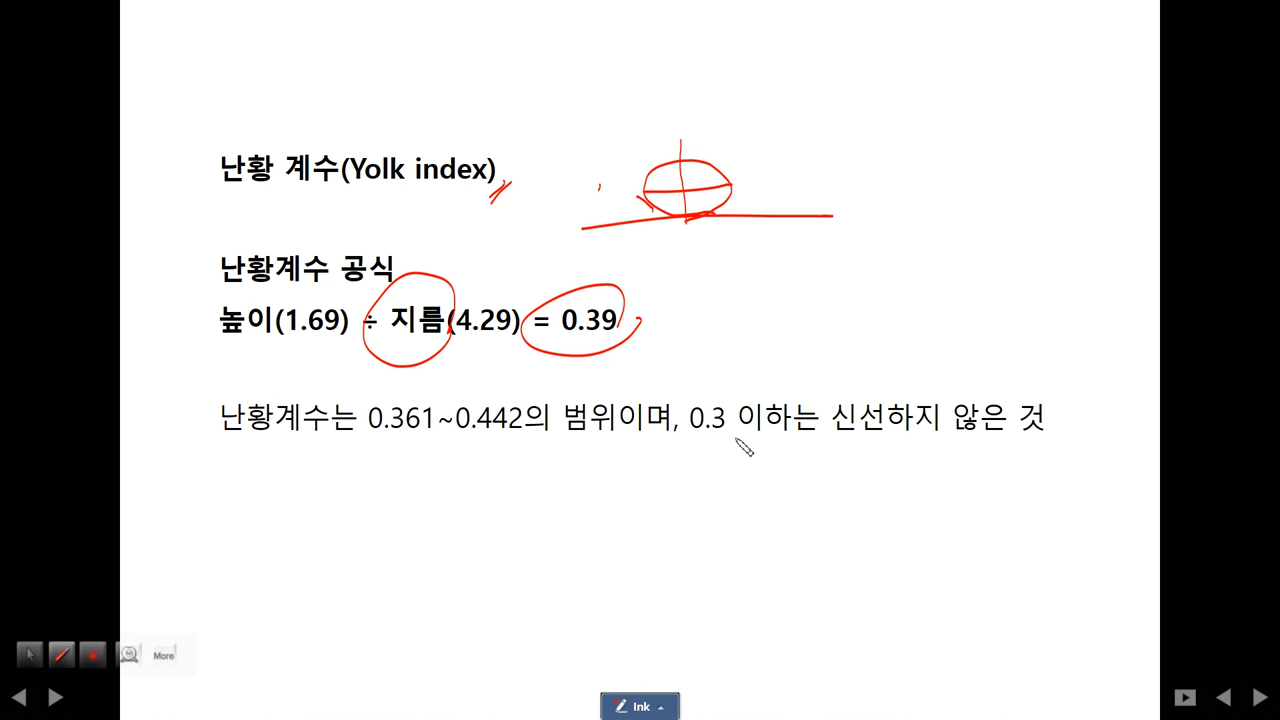 난황 계수(Yolk index)
난황계수 공식
높이(1.69) ÷ 지름(4.29) = 0.39
난황계수는 0.361~0.442의 범위이며, 0.3 이하는 신선하지 않은 것
More
Ink